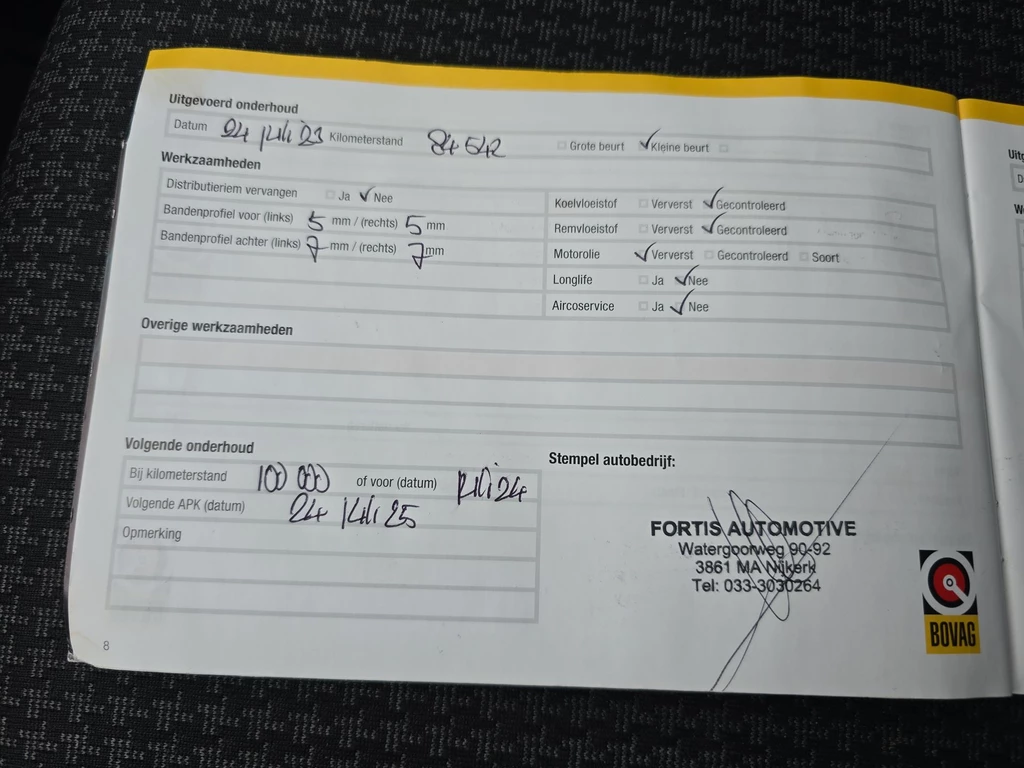 Uitgevoerd onderhoud
Datum 24 juli 23 Kilometerstand 84 542 Grote beurt Kleine beurt
Werkzaamheden
Distributieriem vervangen Ja Nee
Bandenprofiel voor (links) 5 mm / (rechts) 5 mm
Bandenprofiel achter (links) 7 mm / (rechts) 7 mm
Koelvloeistof Ververst Gecontroleerd
Remvloeistof Ververst Gecontroleerd
Motorolie Ververst Gecontroleerd Soort
Longlife Ja Nee
Aircoservice Ja Nee
Overige werkzaamheden
Volgende onderhoud
Bij kilometerstand 100 000 of voor (datum) juli 24
Volgende APK (datum) 24 juli 25
Opmerking
Stempel autobedrijf:
FORTIS AUTOMOTIVE
Watergoorweg 90-92
3861 MA Nijkerk
Tel: 033-3030264
BOVAG
8